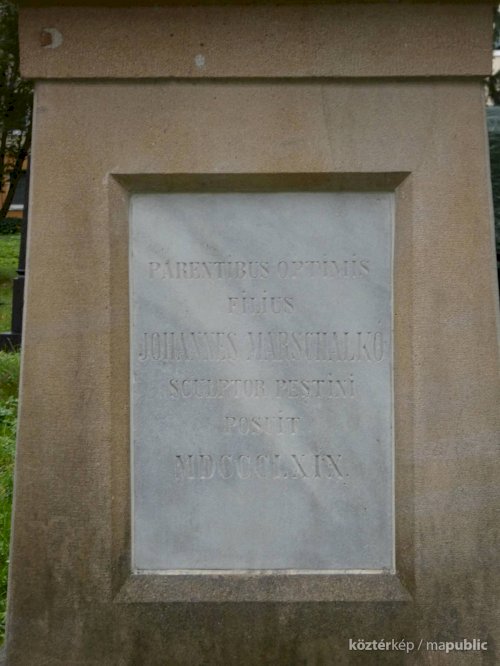 PARENTIBUS OPTIMIS
FILIUS
JOHANNES MARSCHALKO
SCULPTOR PESTINI
POSUIT
MDCCCLXIX.
köztérkép / mapublic